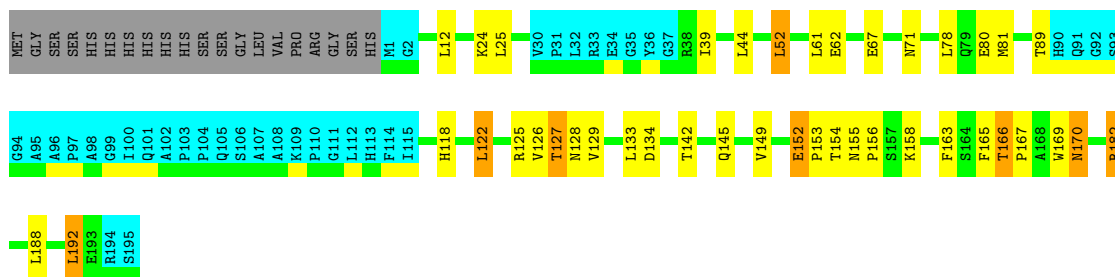 MET GLY SER SER HIS HIS HIS HIS HIS HIS SER SER GLY LEU VAL PRO ARG GLY SER HIS M1 G2 L12 K24 L25 V30 P31 L32 R33 E34 G35 Y36 G37 R38 I39 L44 L52 L61 E62 E67 N71 L78 Q79 E80 M81 T89 H90 Q91 G92 S93
G94 A95 A96 P97 A98 G99 I100 Q101 A102 P103 P104 Q105 S106 A107 A108 K109 P110 G111 L112 H113 F114 I115 H118 L122 R125 V126 T127 N128 V129 L133 D134 T142 Q145 V149 E152 P153 T154 N155 P156 S157 K158 F163 S164 F165 T166 P167 A168 W169 N170
L188 L192 E193 R194 S195